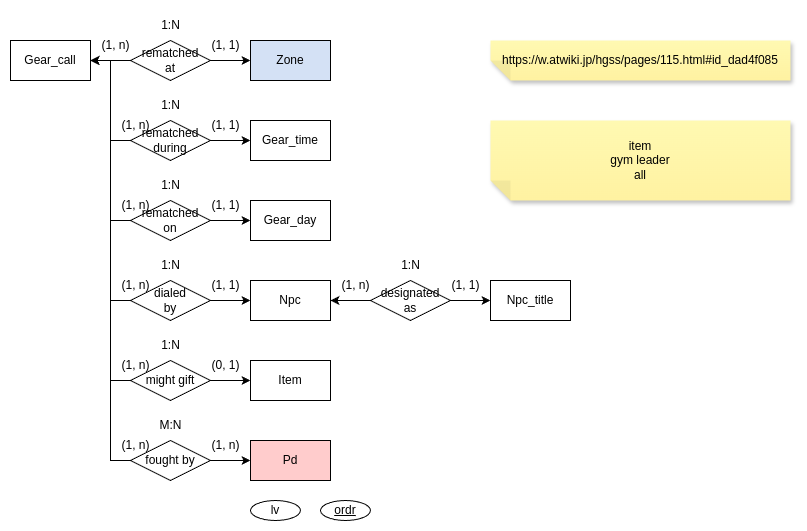 1:N
Gear_call
(1, n)
rematched
at
(1, 1)
Zone
https://w.atwiki.jp/hgss/pages/115.html#id_dad4f085
1:N
(1, n)
rematched
during
(1, 1)
Gear_time
item
gym leader
all
1:N
(1, n)
rematched
on
(1, 1)
Gear_day
1:N
(1, n)
dialed
by
(1, 1)
Npc
1:N
(1, n)
designated
as
(1, 1)
Npc_title
1:N
(1, n)
might gift
(0, 1)
Item
M:N
(1, n)
fought by
(1, n)
Pd
lv
ordr